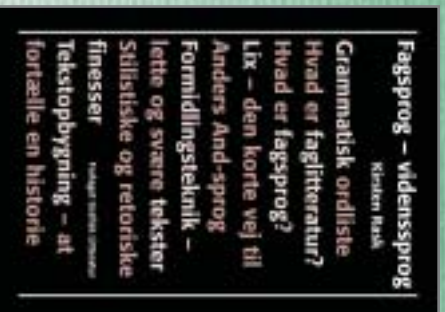 Fagsprog – videnssprog
Kirsten Rask
Grammatisk ordliste
Hvad er faglitteratur?
Hvad er fagsprog?
Lix – den korte vej til
Anders And-sprog
Formidlingsteknik –
lette og svære tekster
Stilistiske og retoriske
finesser
Tekstopbygning – at
fortælle en historie